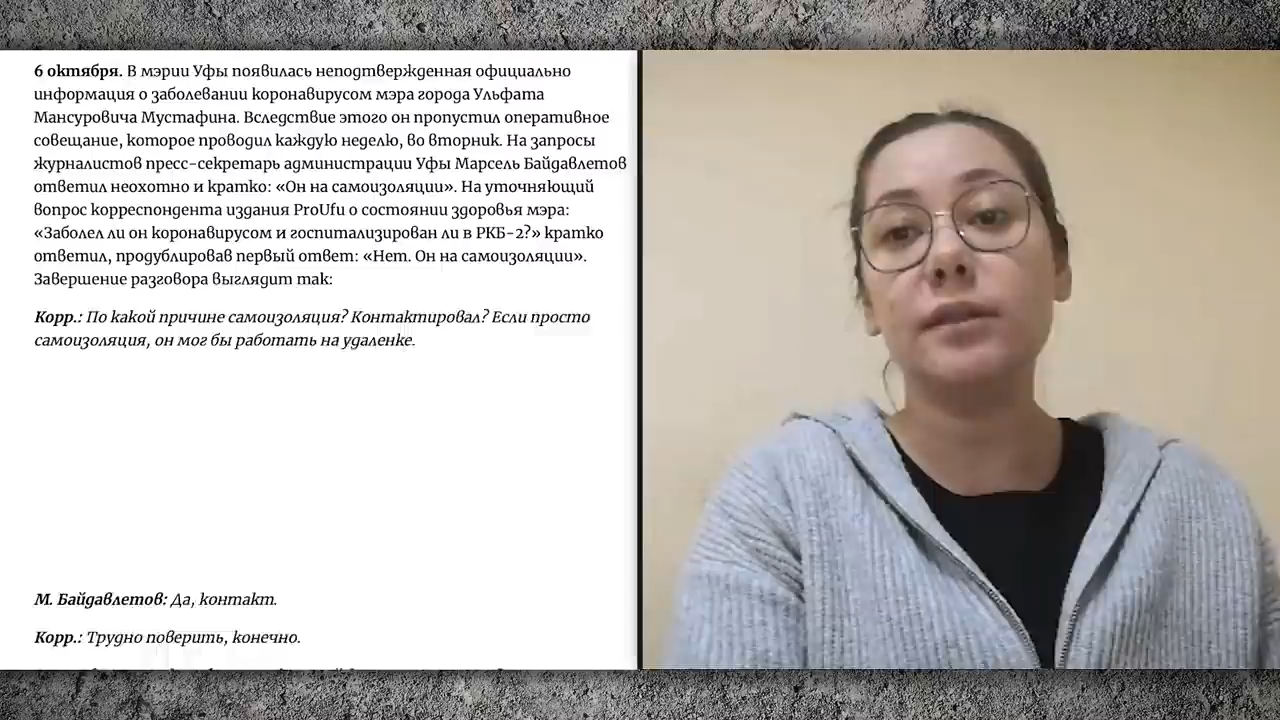 6 октября. В мэрии Уфы появилась неподтвержденная официально
информация о заболевании коронавирусом мэра города Ульфата
Мансуровича Мустафина. Вследствие этого он пропустил оперативное
совещание, которое проводил каждую неделю, во вторник. На запросы
журналистов пресс-секретарь администрации Уфы Марсель Байдавлетов
ответил неохотно и кратко: «Он на самоизоляции». На уточняющий
вопрос корреспондента издания ProUfu о состоянии здоровья мэра:
«Заболел ли он коронавирусом и госпитализирован ли в РКБ-2?» кратко
ответил, продублировав первый ответ: «Нет. Он на самоизоляции».
Завершение разговора выглядит так:
Корр.: По какой причине самоизоляция? Контактировал? Если просто
самоизоляция, он мог бы работать на удаленке.
М. Байдавлетов: Да, контакт.
Корр.: Трудно поверить, конечно.